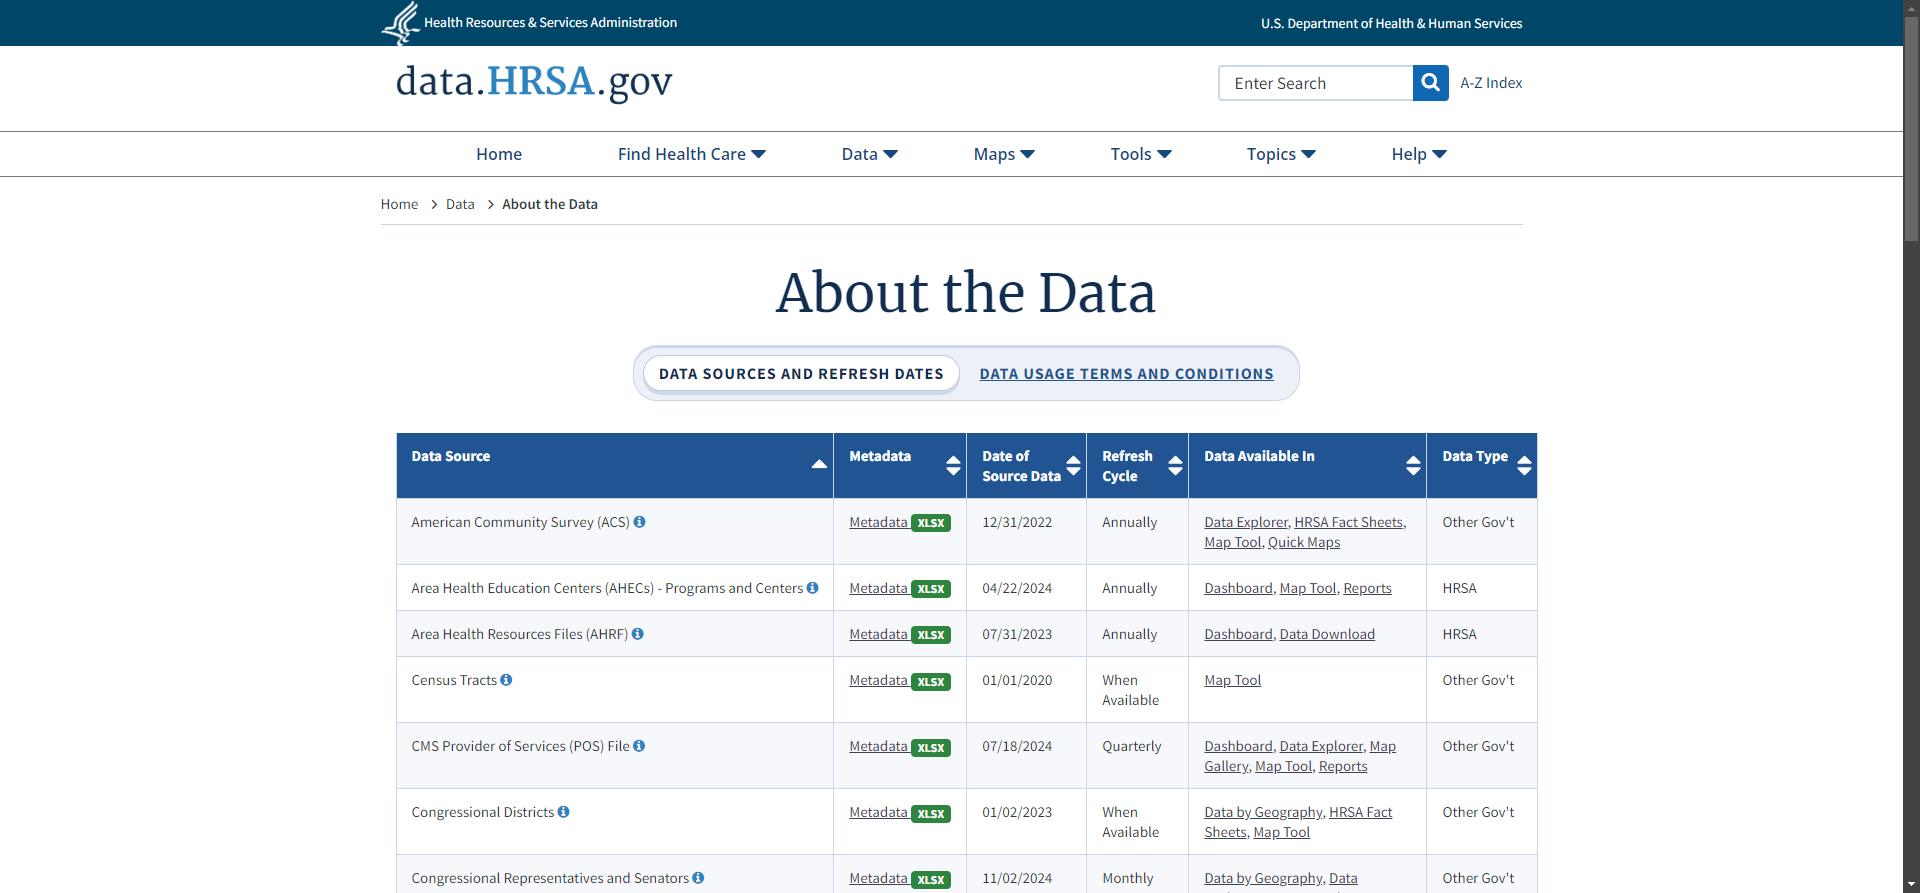 Health Resources & Services Administration
U.S. Department of Health & Human Services
data.HRSA.gov
Enter Search
A-Z Index
Home
Find Health Care
Data
Maps
Tools
Topics
Help
Home > Data > About the Data
About the Data
DATA SOURCES AND REFRESH DATES
DATA USAGE TERMS AND CONDITIONS
Data Source
Metadata
Date of
Source Data
Refresh
Cycle
Data Available In
Data Type
American Community Survey (ACS)
Metadata XLSX
12/31/2022
Annually
Data Explorer, HRSA Fact Sheets,
Map Tool, Quick Maps
Other Gov't
Area Health Education Centers (AHECs) - Programs and Centers
Metadata XLSX
04/22/2024
Annually
Dashboard, Map Tool, Reports
HRSA
Area Health Resources Files (AHRF)
Metadata XLSX
07/31/2023
Annually
Dashboard, Data Download
HRSA
Census Tracts
Metadata XLSX
01/01/2020
When
Available
Map Tool
Other Gov't
CMS Provider of Services (POS) File
Metadata XLSX
07/18/2024
Quarterly
Dashboard, Data Explorer, Map
Gallery, Map Tool, Reports
Other Gov't
Congressional Districts
Metadata XLSX
01/02/2023
When
Available
Data by Geography, HRSA Fact
Sheets, Map Tool
Other Gov't
Congressional Representatives and Senators
Metadata XLSX
11/02/2024
Monthly
Data by Geography, Data
Other Gov't